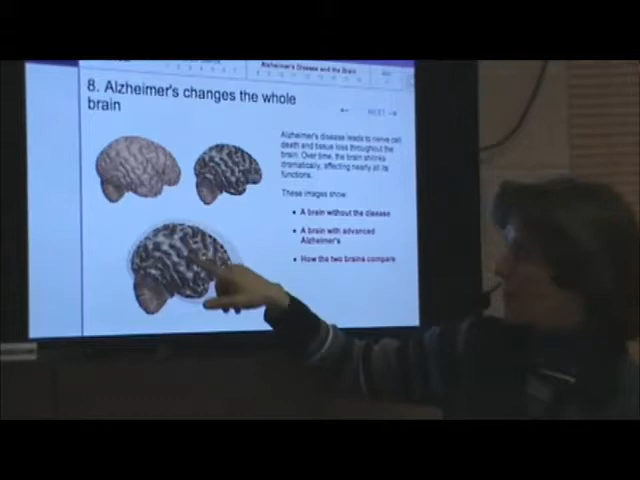 Alzheimer's Disease and the Brain
8. Alzheimer's changes the whole
brain
NEXT
Alzheimer's disease leads to nerve cell
death and tissue loss throughout the
brain. Over time, the brain shrinks
dramatically, affecting nearly all its
functions.
These images show:
• A brain without the disease
• A brain with advanced
Alzheimer's
• How the two brains compare